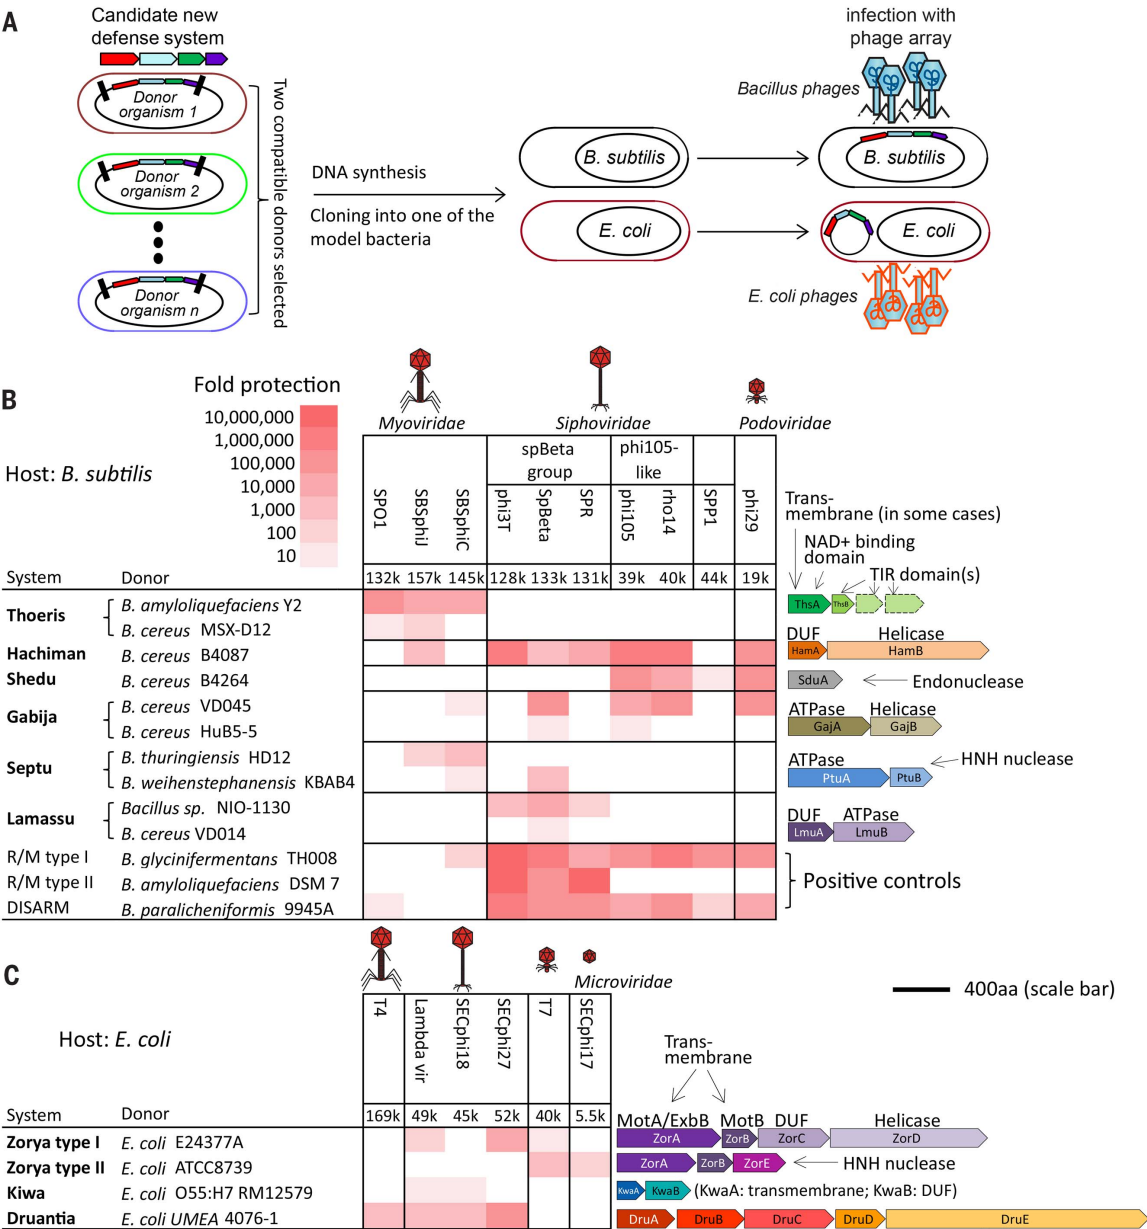 A
Candidate new
defense system
Donor
organism 1
Donor
organism 2
Donor
organism n
Two compatible donors selected
DNA synthesis
Cloning into one of the
model bacteria
B. subtilis
E. coli
infection with
phage array
Bacillus phages
B. subtilis
E. coli
E. coli phages
B
Fold protection
10,000,000
1,000,000
100,000
10,000
1,000
100
10
Host: B. subtilis
Myoviridae
Siphoviridae
Podoviridae
spBeta
group
phi105-
like
SPO1
SBSphiJ
SBSphiC
phi3T
SpBeta
SPR
phi105
rho14
SPP1
phi29
System Donor 132k 157k 145k 128k 133k 131k 39k 40k 44k 19k
Thoeris
B. amyloliquefaciens Y2
B. cereus MSX-D12
Hachiman B. cereus B4087
Shedu B. cereus B4264
Gabija
B. cereus VD045
B. cereus HuB5-5
Septu
B. thuringiensis HD12
B. weihenstephanensis KBAB4
Lamassu
Bacillus sp. NIO-1130
B. cereus VD014
R/M type I B. glycinifermentans TH008
R/M type II B. amyloliquefaciens DSM 7
DISARM B. paralicheniformis 9945A
Trans-
membrane (in some cases)
NAD+ binding
domain
TIR domain(s)
ThsA ThsB
DUF Helicase
HamA HamB
SduA Endonuclease
ATPase Helicase
GajA GajB
ATPase HNH nuclease
PtuA PtuB
DUF ATPase
LmuA LmuB
Positive controls
C
Microviridae
400aa (scale bar)
Host: E. coli
T4
Lambda vir
SECphi18
SECphi27
T7
SECphi17
System Donor 169k 49k 45k 52k 40k 5.5k
Zorya type I E. coli E24377A
Zorya type II E. coli ATCC8739
Kiwa E. coli O55:H7 RM12579
Druantia E. coli UMEA 4076-1
Trans-
membrane
MotA/ExbB MotB DUF Helicase
ZorA ZorB ZorC ZorD
ZorA ZorB ZorE HNH nuclease
KwaA KwaB (KwaA: transmembrane; KwaB: DUF)
DruA DruB DruC DruD DruE